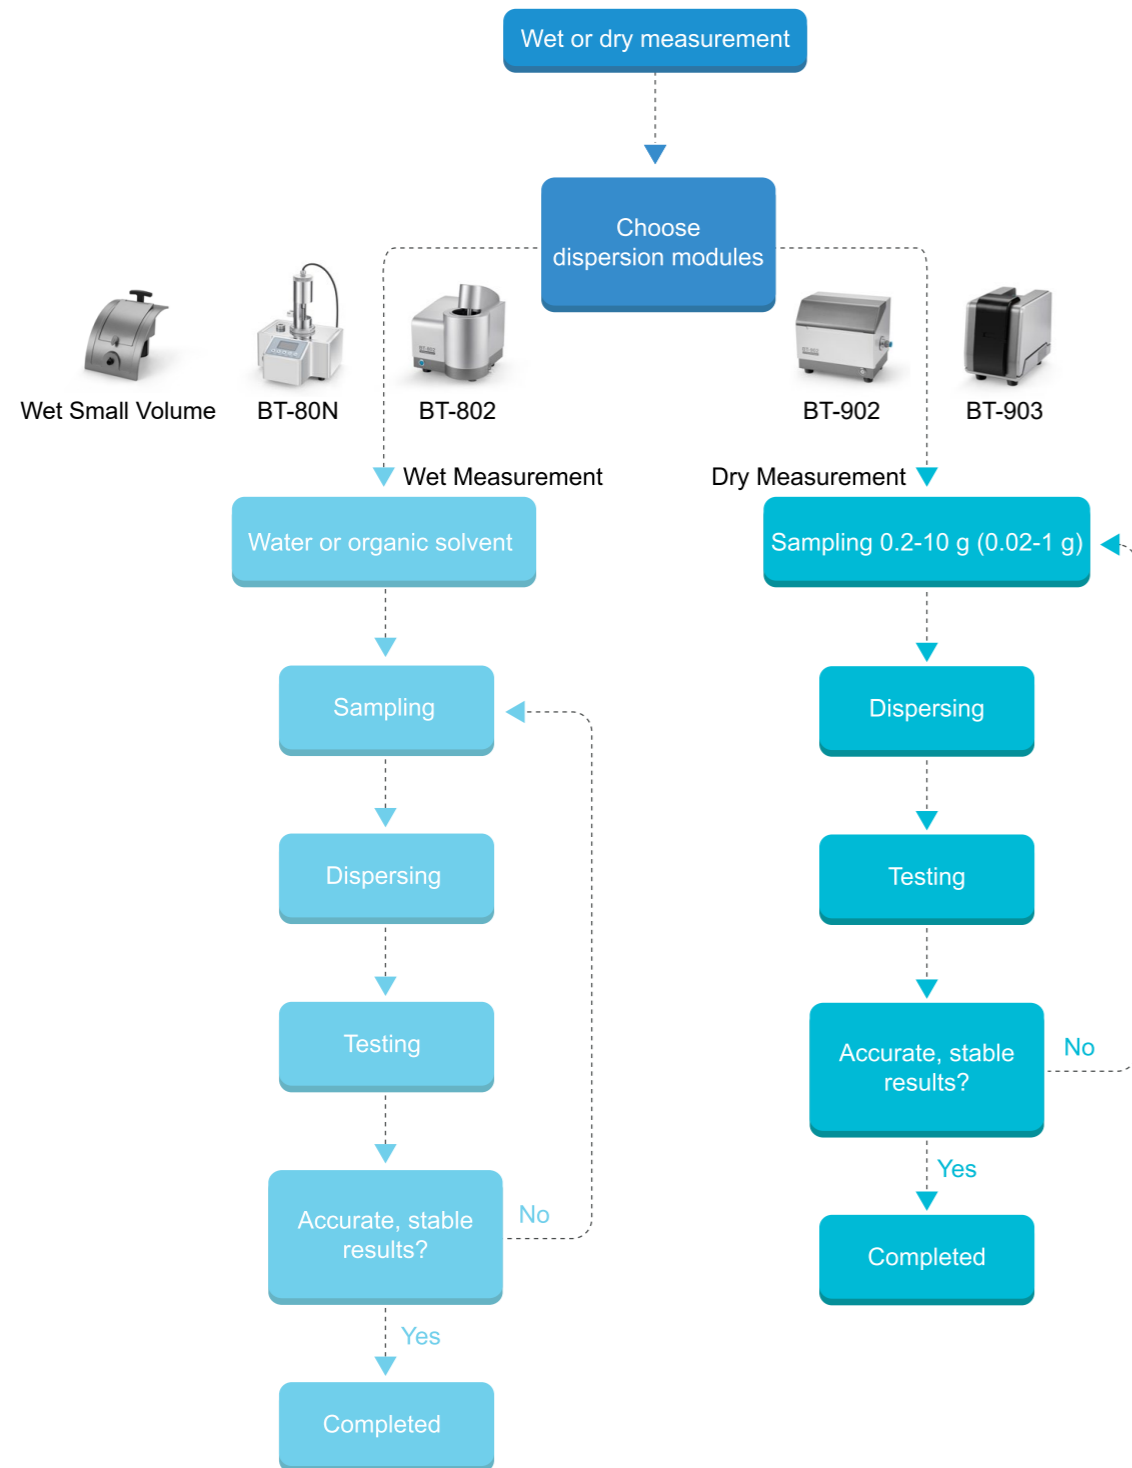 Wet or dry measurement
Choose
dispersion modules
Wet Small Volume
BT-80N
BT-802
BT-902
BT-903
Wet Measurement
Dry Measurement
Water or organic solvent
Sampling 0.2-10 g (0.02-1 g)
Sampling
Dispersing
Dispersing
Testing
Testing
Accurate, stable
results?
No
Yes
Completed
Accurate, stable
results?
No
Yes
Completed